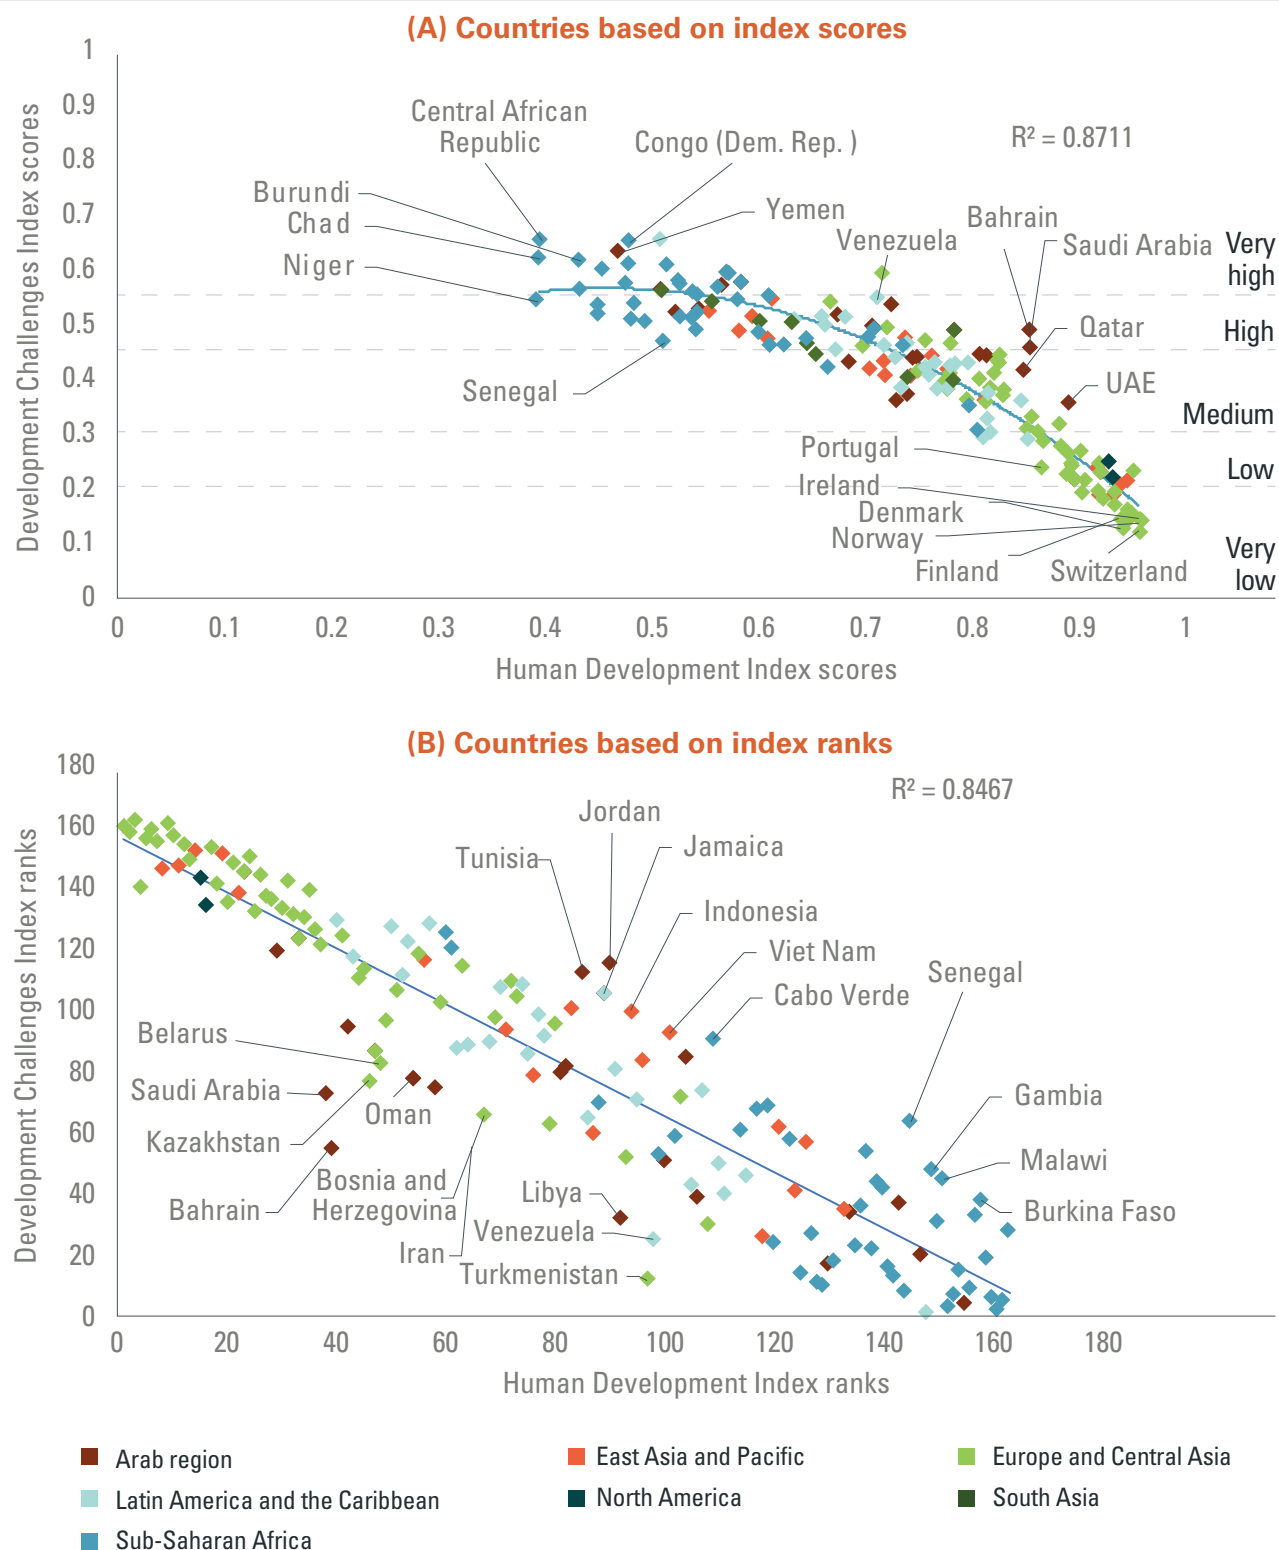 (A) Countries based on index scores
Development Challenges Index scores
1
0.9
0.8
0.7
0.6
0.5
0.4
0.3
0.2
0.1
0
R² = 0.8711
Central African
Republic
Congo (Dem. Rep. )
Burundi
Chad
Niger
Yemen
Venezuela
Bahrain
Saudi Arabia
Qatar
UAE
Senegal
Portugal
Ireland
Denmark
Norway
Finland
Switzerland
Very
high
High
Medium
Low
Very
low
0
0.1
0.2
0.3
0.4
0.5
0.6
0.7
0.8
0.9
1
Human Development Index scores
(B) Countries based on index ranks
Development Challenges Index ranks
180
160
140
120
100
80
60
40
20
0
R² = 0.8467
Jordan
Tunisia
Jamaica
Indonesia
Viet Nam
Cabo Verde
Senegal
Belarus
Saudi Arabia
Oman
Kazakhstan
Bahrain
Bosnia and
Herzegovina
Iran
Libya
Venezuela
Turkmenistan
Gambia
Malawi
Burkina Faso
0
20
40
60
80
100
120
140
160
180
Human Development Index ranks
Arab region
East Asia and Pacific
Europe and Central Asia
Latin America and the Caribbean
North America
South Asia
Sub-Saharan Africa